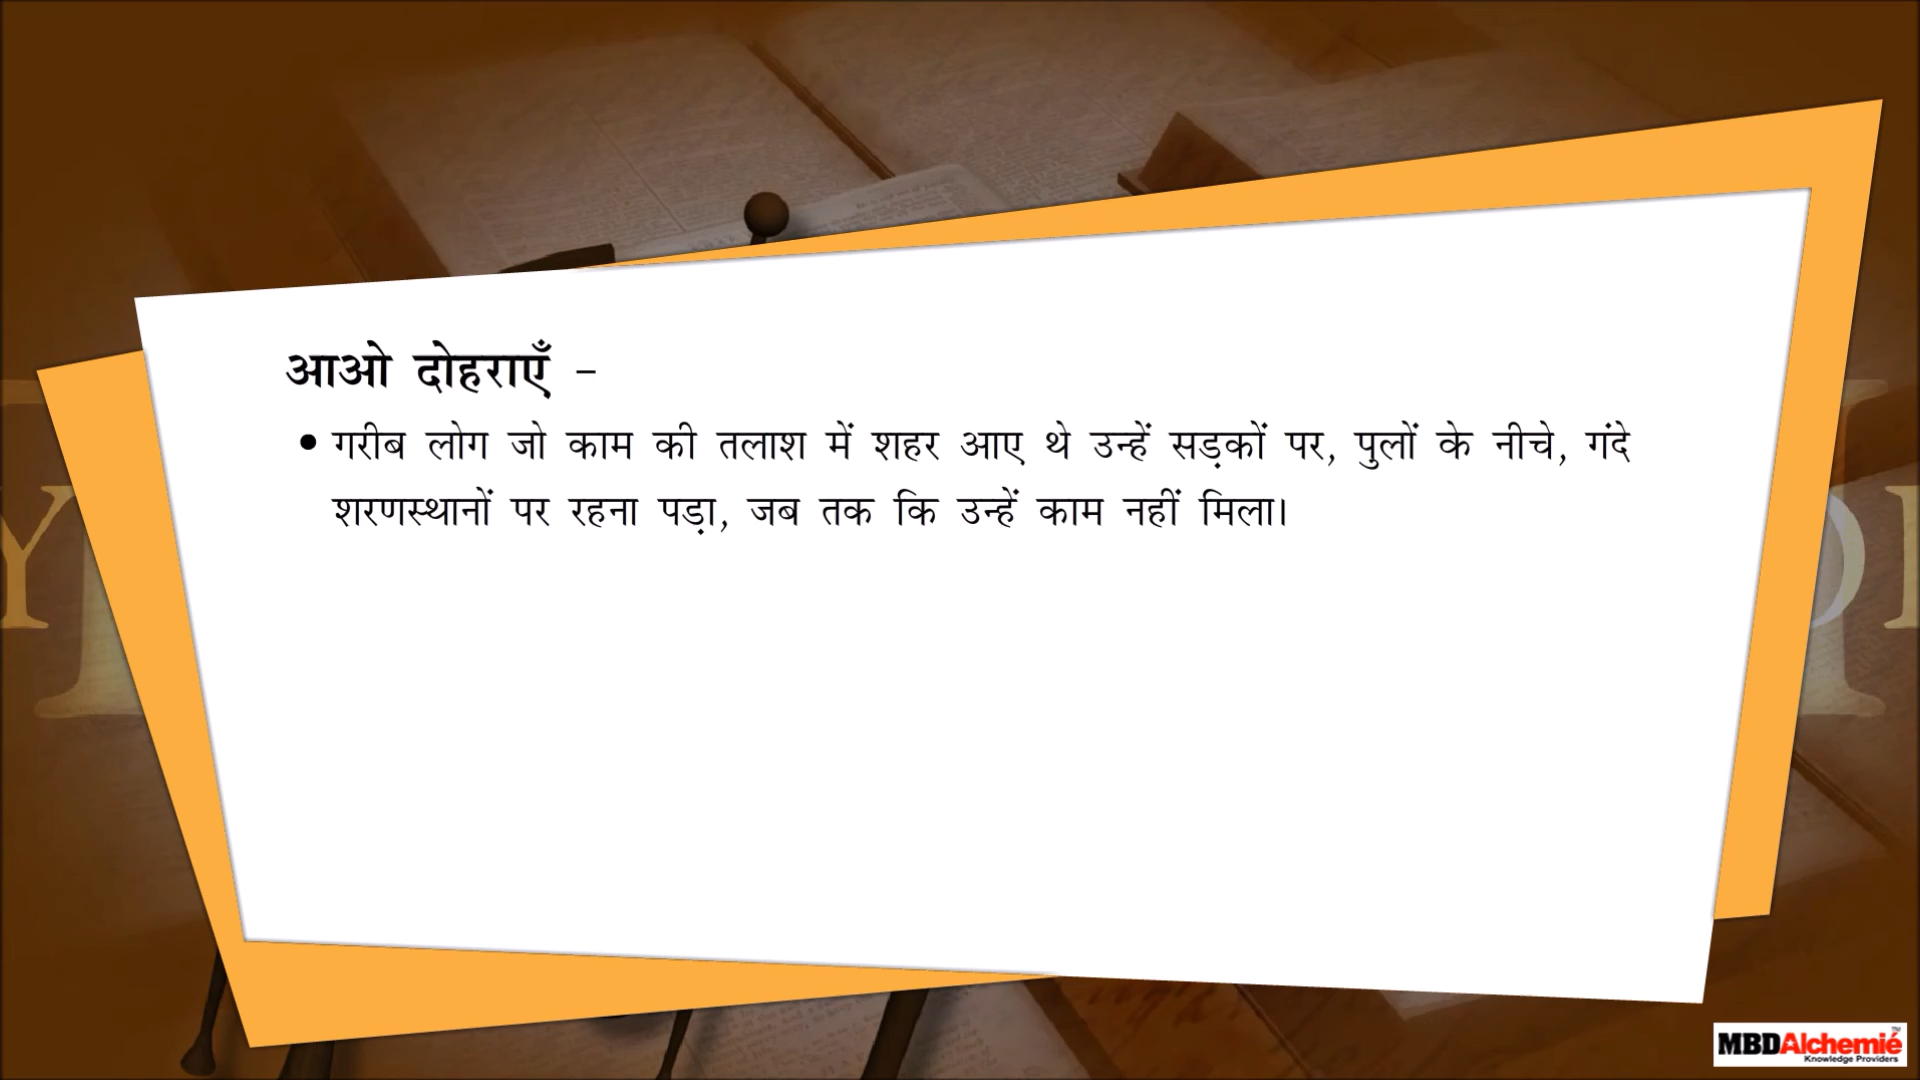 आओ दोहराएँ –
• गरीब लोग जो काम की तलाश में शहर आए थे उन्हें सड़कों पर, पुलों के नीचे, गंदे
शरणस्थानों पर रहना पड़ा, जब तक कि उन्हें काम नहीं मिला।
MBDAlchemié™
Knowledge Providers